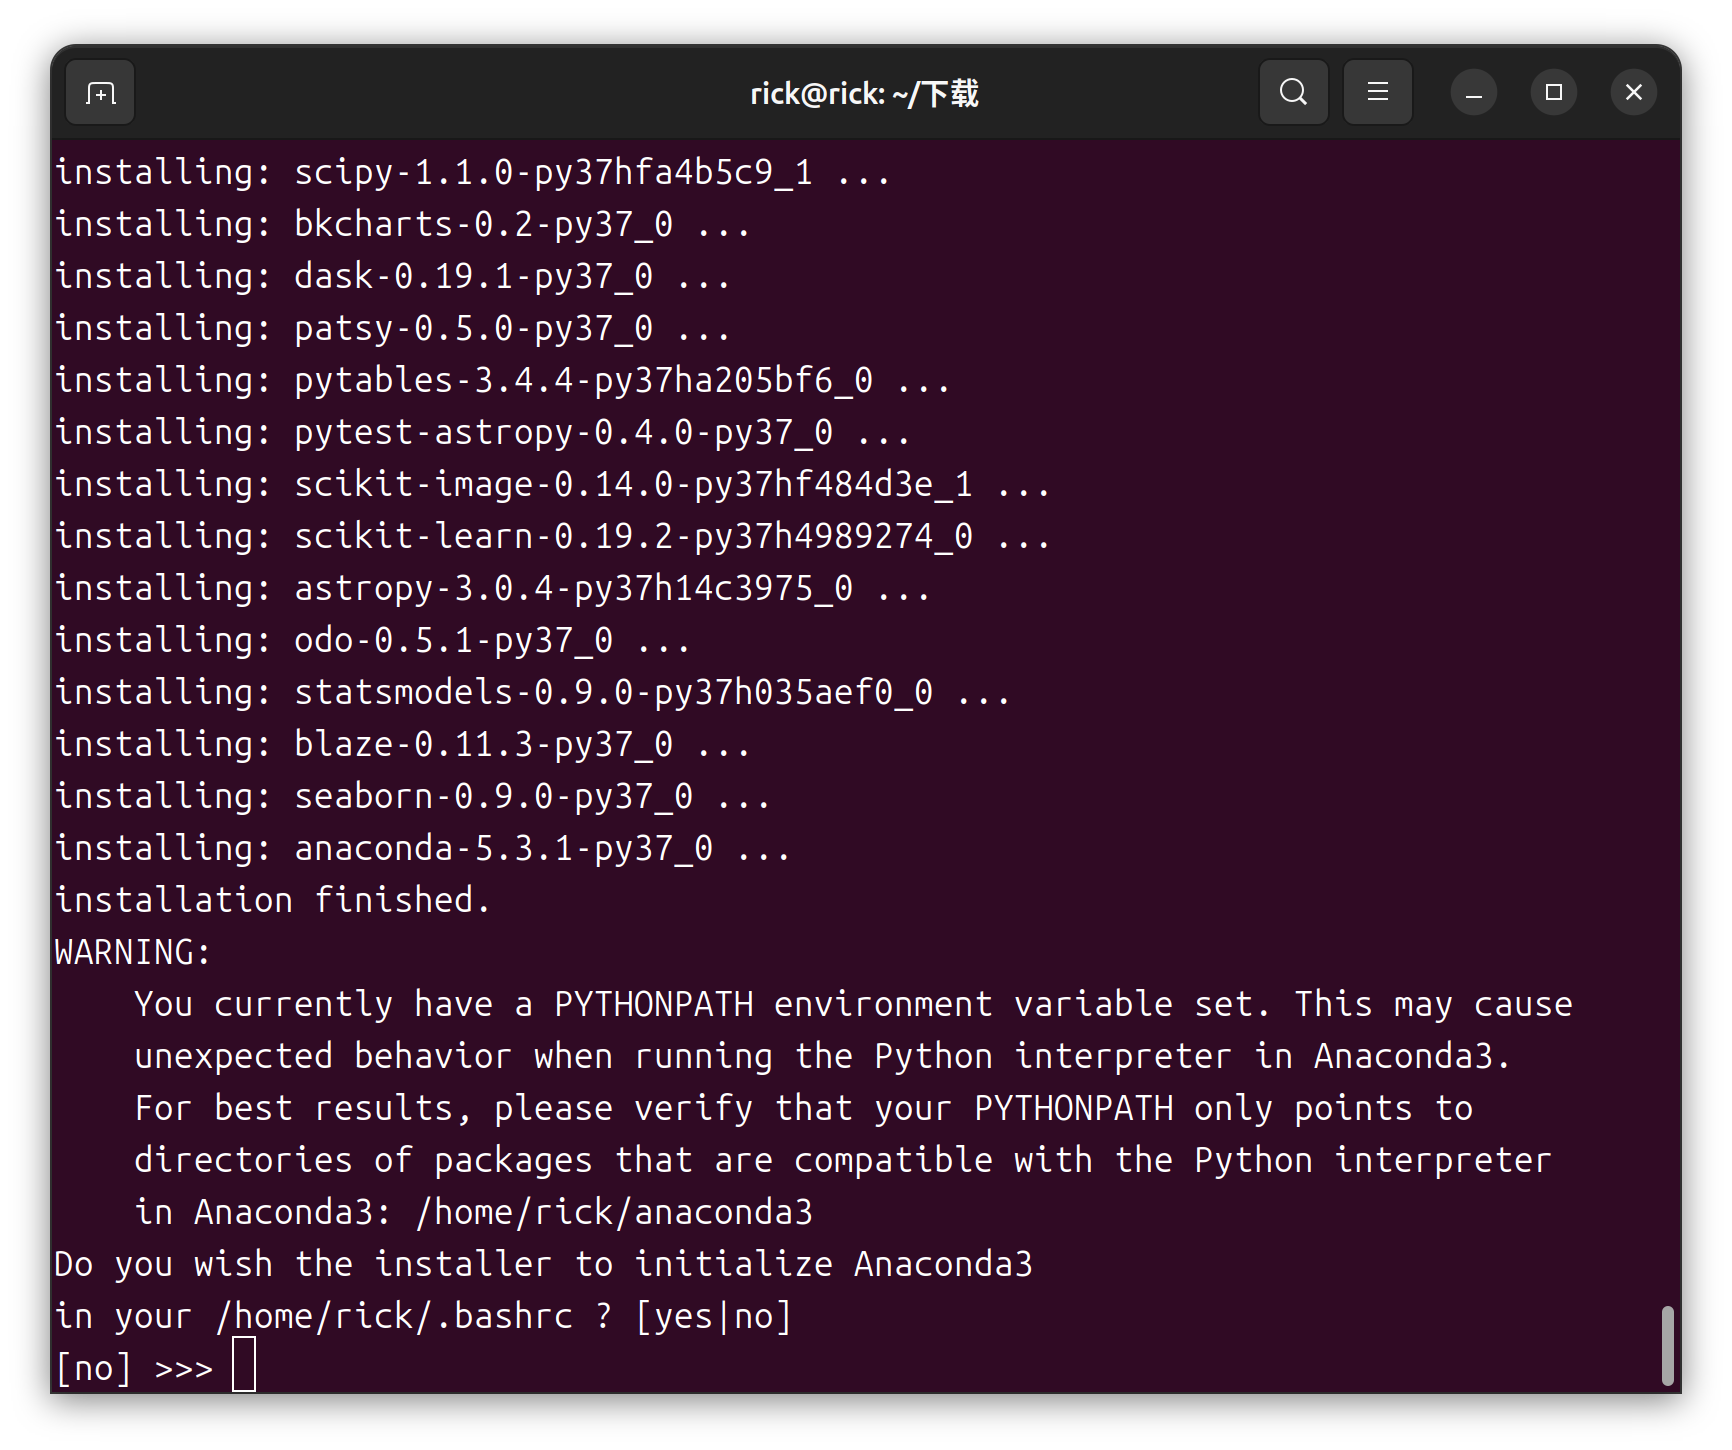 rick@rick: ~/下载
installing: scipy-1.1.0-py37hfa4b5c9_1 ...
installing: bkcharts-0.2-py37_0 ...
installing: dask-0.19.1-py37_0 ...
installing: patsy-0.5.0-py37_0 ...
installing: pytables-3.4.4-py37ha205bf6_0 ...
installing: pytest-astropy-0.4.0-py37_0 ...
installing: scikit-image-0.14.0-py37hf484d3e_1 ...
installing: scikit-learn-0.19.2-py37h4989274_0 ...
installing: astropy-3.0.4-py37h14c3975_0 ...
installing: odo-0.5.1-py37_0 ...
installing: statsmodels-0.9.0-py37h035aef0_0 ...
installing: blaze-0.11.3-py37_0 ...
installing: seaborn-0.9.0-py37_0 ...
installing: anaconda-5.3.1-py37_0 ...
installation finished.
WARNING:
    You currently have a PYTHONPATH environment variable set. This may cause
    unexpected behavior when running the Python interpreter in Anaconda3.
    For best results, please verify that your PYTHONPATH only points to
    directories of packages that are compatible with the Python interpreter
    in Anaconda3: /home/rick/anaconda3
Do you wish the installer to initialize Anaconda3
in your /home/rick/.bashrc ? [yes|no]
[no] >>>